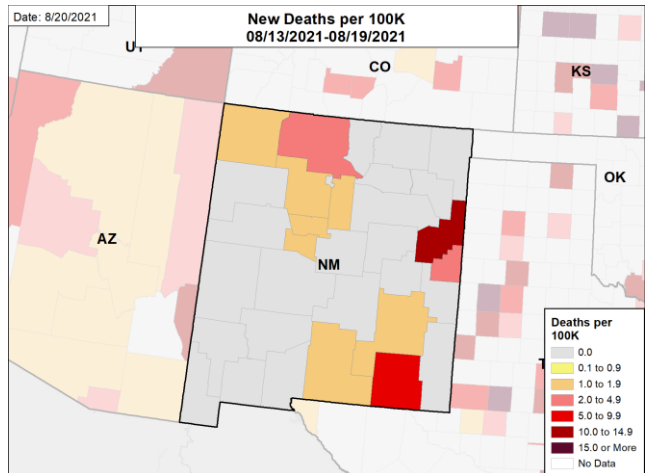 Date: 8/20/2021
New Deaths per 100K
08/13/2021-08/19/2021
UT
CO
KS
OK
AZ
NM
T
Deaths per
100K
0.0
0.1 to 0.9
1.0 to 1.9
2.0 to 4.9
5.0 to 9.9
10.0 to 14.9
15.0 or More
No Data